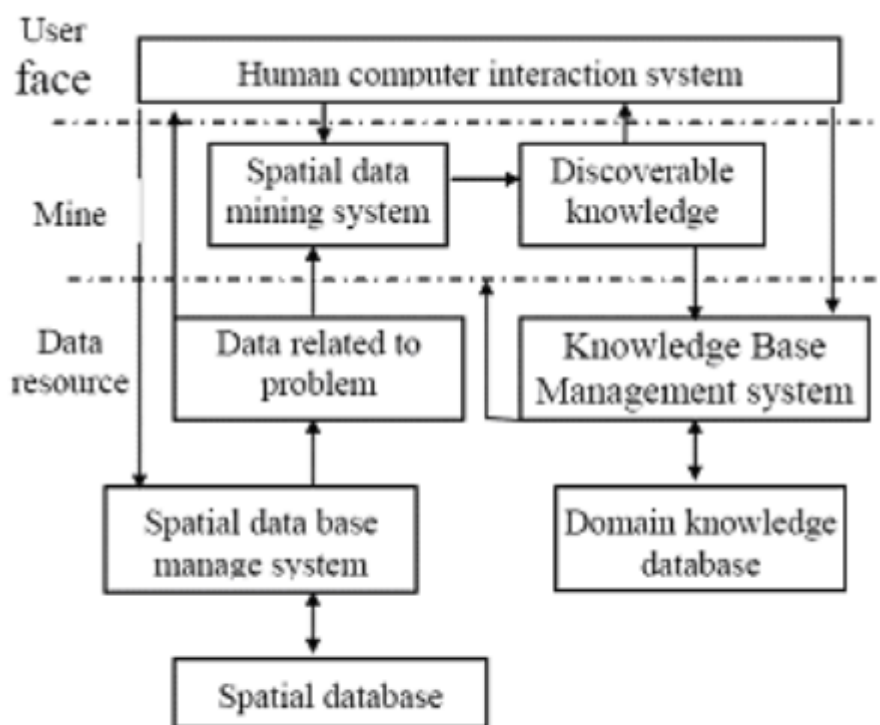 User
face
Human computer interaction system
Spatial data
mining system
Discoverable
knowledge
Mine
Data
resource
Data related to
problem
Knowledge Base
Management system
Spatial data base
manage system
Domain knowledge
database
Spatial database